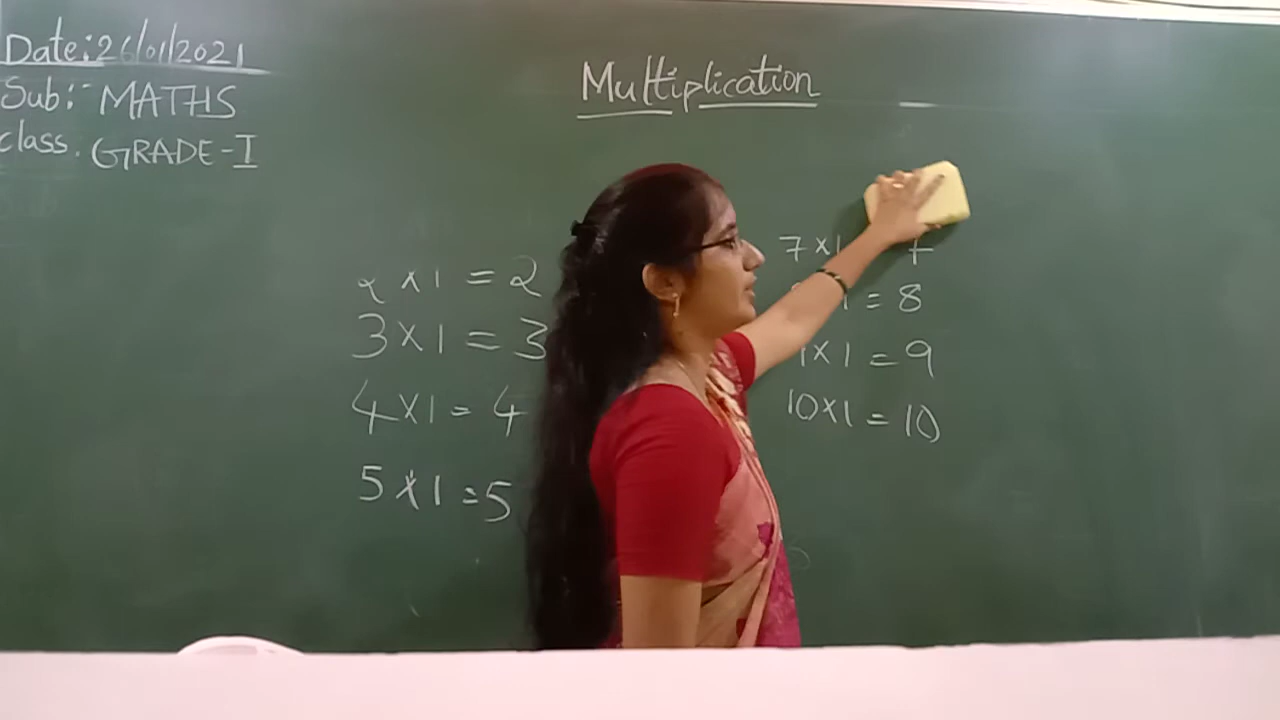 Date: 26/01/2021
Sub:- MATHS
class. GRADE-I
Multiplication
2 x 1 = 2
3 x 1 = 3
4 x 1 = 4
5 x 1 = 5
7 x 1
1 = 8
x 1 = 9
10 x 1 = 10